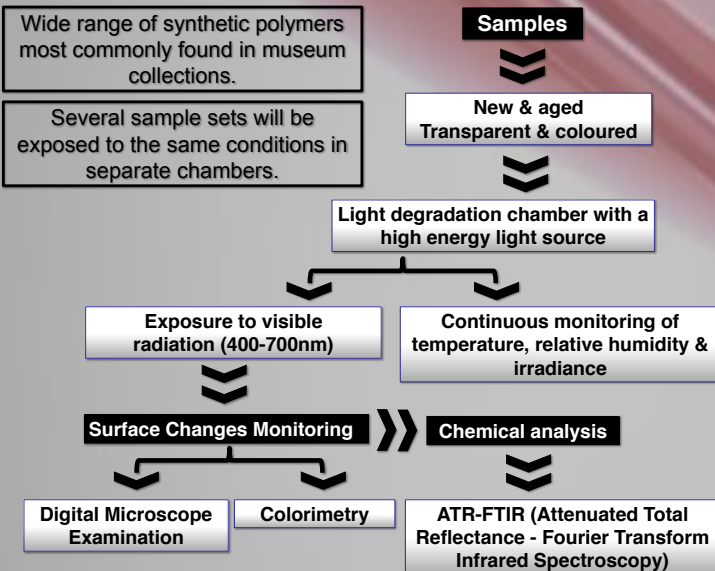 Wide range of synthetic polymers
most commonly found in museum
collections.
Several sample sets will be
exposed to the same conditions in
separate chambers.
Samples
New & aged
Transparent & coloured
Light degradation chamber with a
high energy light source
Exposure to visible
radiation (400-700nm)
Continuous monitoring of
temperature, relative humidity &
irradiance
Surface Changes Monitoring
Chemical analysis
Digital Microscope
Examination
Colorimetry
ATR-FTIR (Attenuated Total
Reflectance - Fourier Transform
Infrared Spectroscopy)